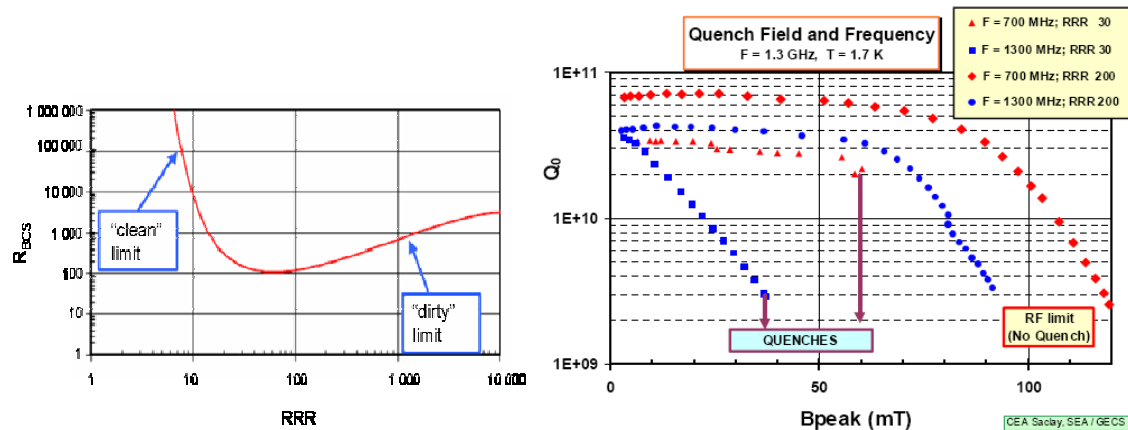 1 000 000
100 000
10 000
1 000
100
10
1
R_BCS
"clean"
limit
"dirty"
limit
1
10
100
1 000
10 000
RRR
Quench Field and Frequency
F = 1.3 GHz, T = 1.7 K
F = 700 MHz; RRR 30
F = 1300 MHz; RRR 30
F = 700 MHz; RRR 200
F = 1300 MHz; RRR 200
1E+11
1E+10
1E+09
Q0
QUENCHES
RF limit
(No Quench)
0
50
100
Bpeak (mT)
CEA Saclay, SEA / GECS